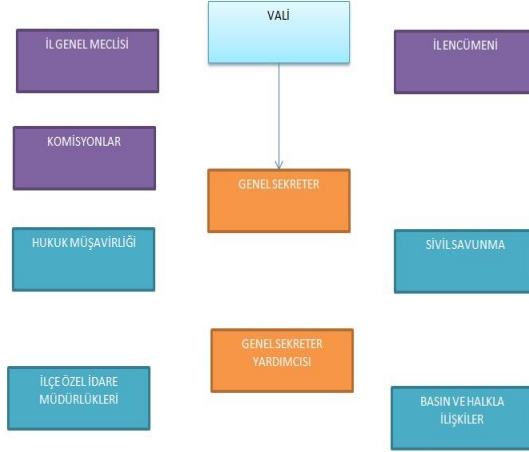 VALİ
İL GENEL MECLİSİ
İL ENCÜMENİ
KOMİSYONLAR
GENEL SEKRETER
HUKUK MÜŞAVİRLİĞİ
SİVİL SAVUNMA
GENEL SEKRETER
YARDIMCISI
İLÇE ÖZEL İDARE
MÜDÜRLÜKLERİ
BASIN VE HALKLA
İLİŞKİLER